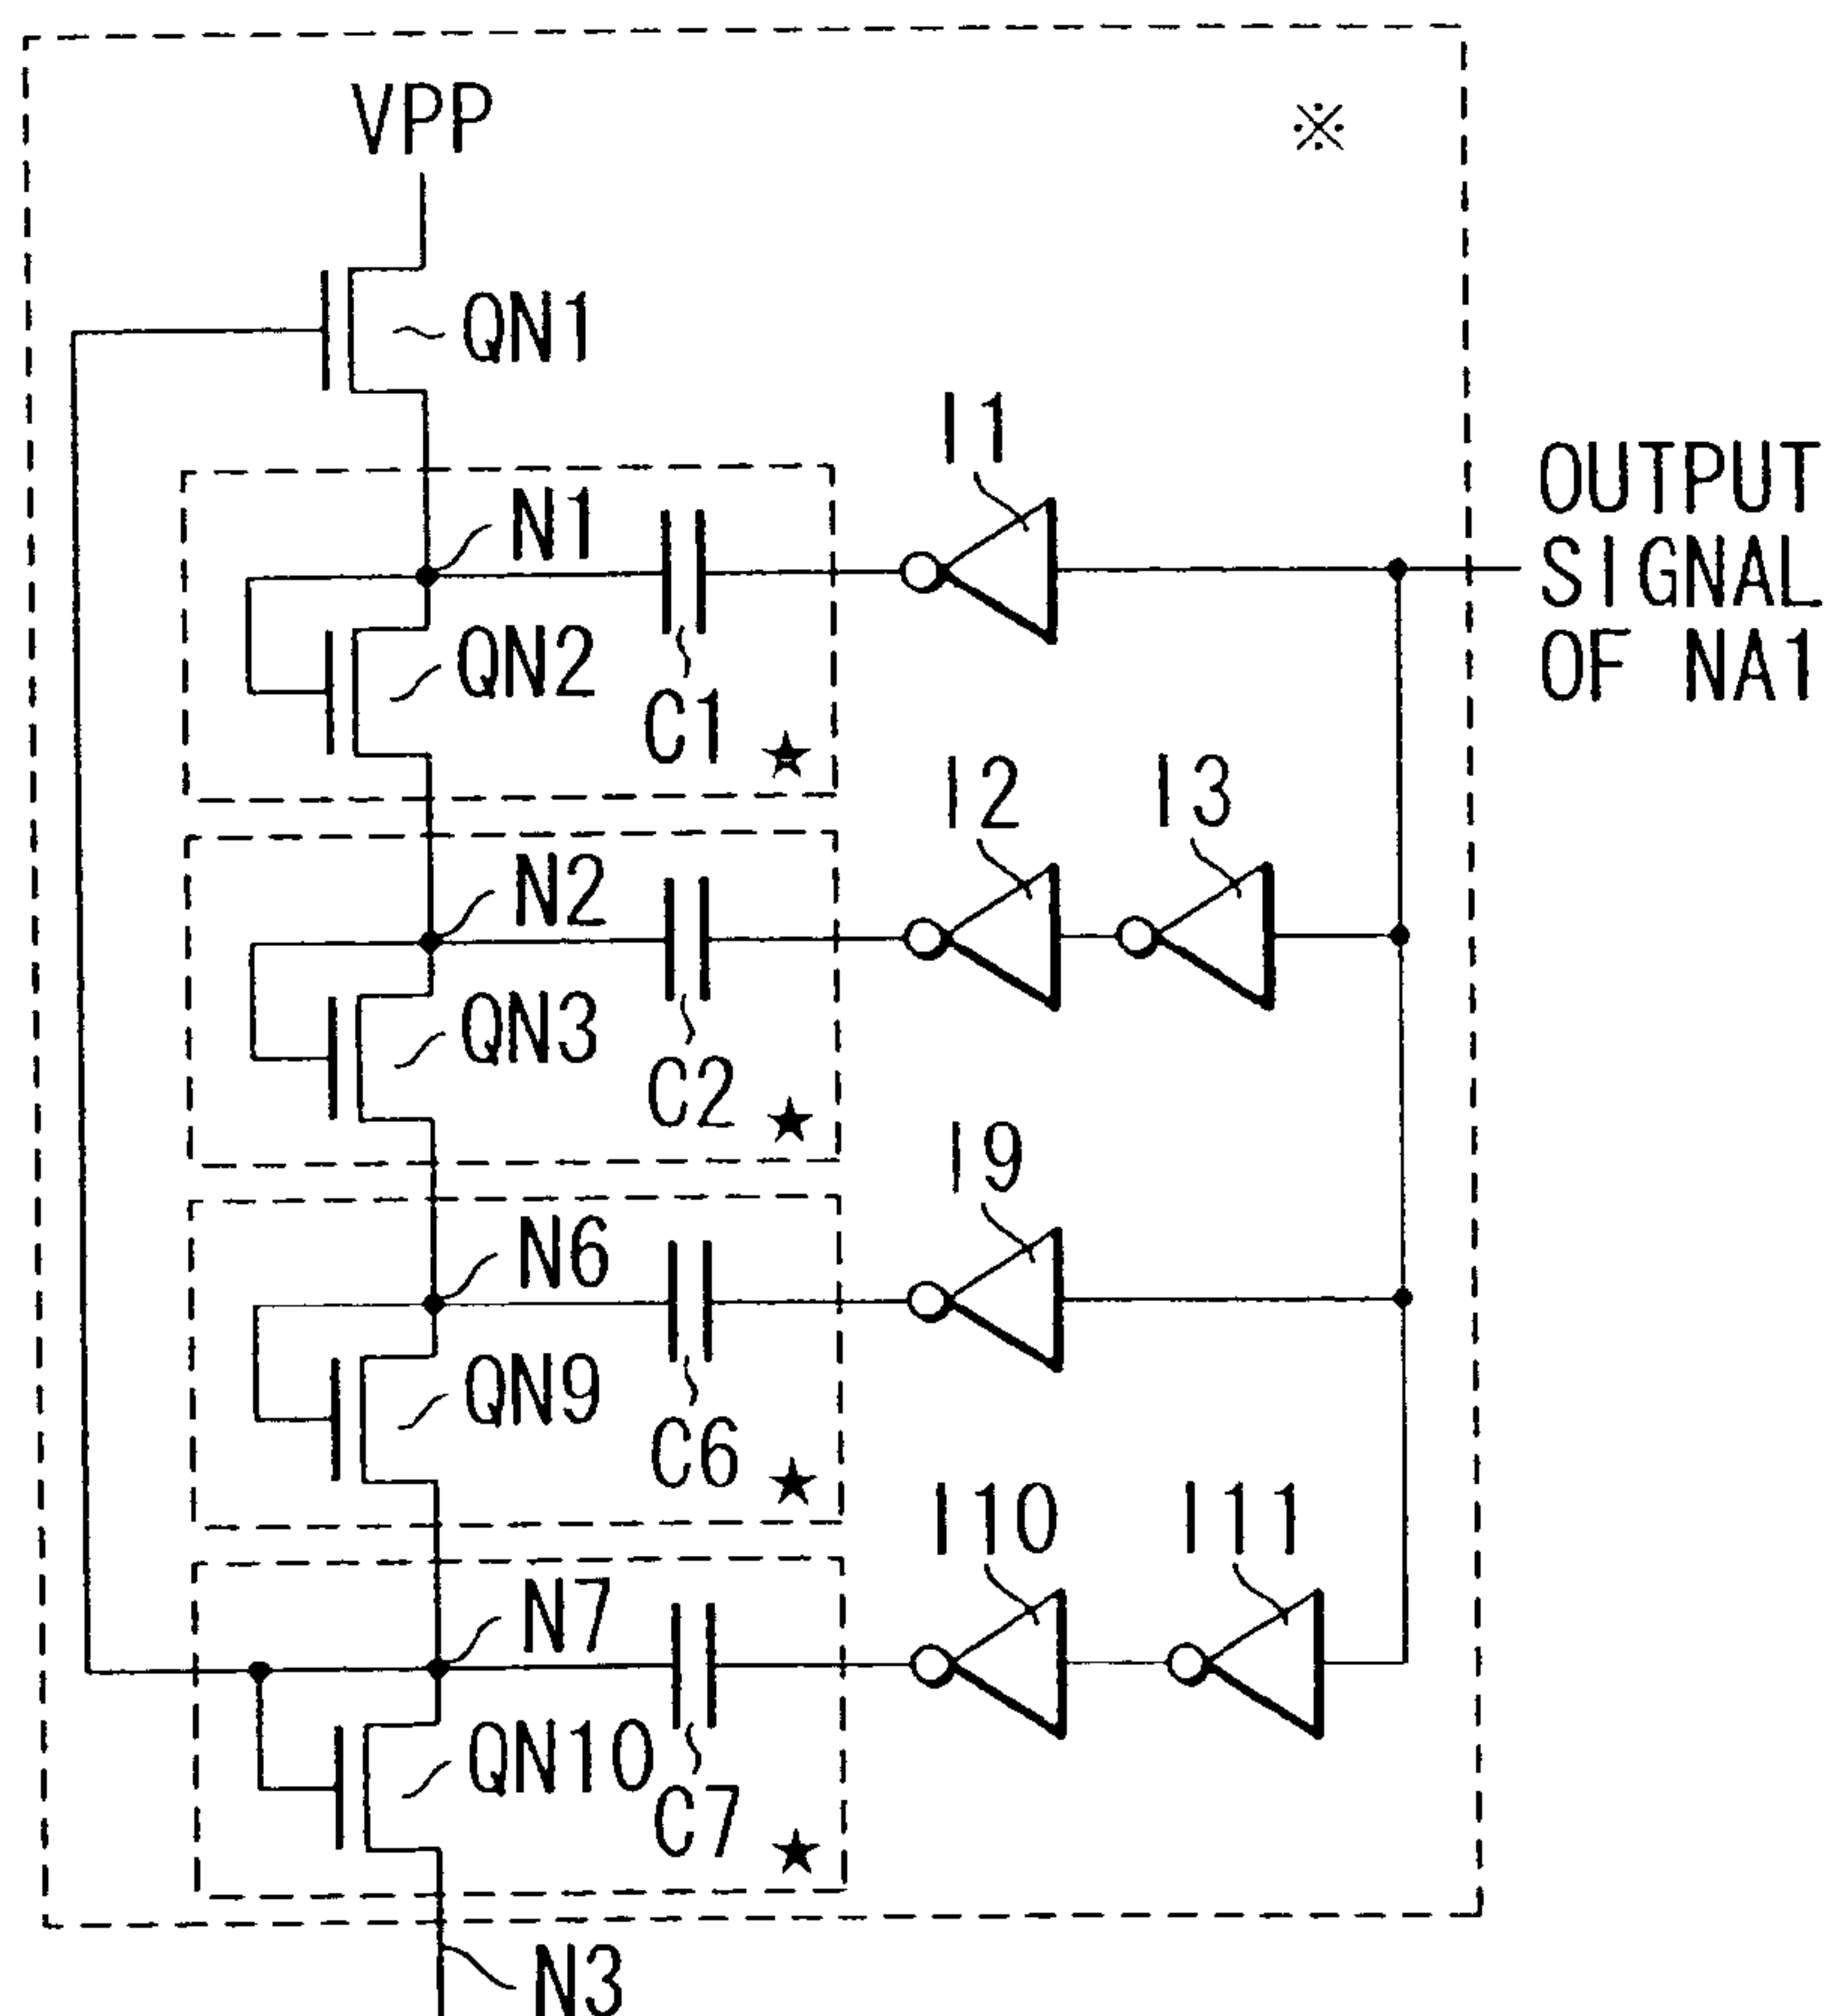 VPP
※
QN1
I1
OUTPUT
SIGNAL
OF NA1
N1
QN2
C1
★
I2
I3
N2
QN3
C2
★
I9
N6
QN9
C6
★
I10
I11
N7
QN10
C7
★
N3